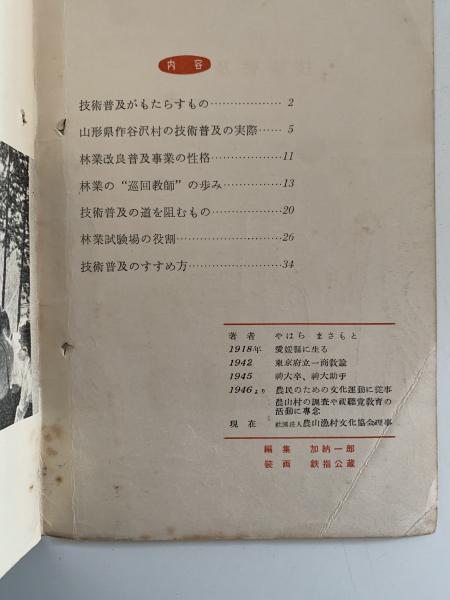 内容
技術普及がもたらすもの………………2
山形県作谷沢村の技術普及の実際……5
林業改良普及事業の性格………………11
林業の“巡回教師”の歩み……………13
技術普及の道を阻むもの………………20
林業試験場の役割………………………26
技術普及のすすめ方……………………34
著者 やはら まさもと
1918年 愛媛縣に生る
1942 東京府立一商教諭
1945 神大卒、神大助手
1946より 農民のための文化運動に従事
農山村の調査や視聴覚教育の
活動に専念
現在 社団法人農山漁村文化協会理事
編集 加納一郎
装画 鉄指公蔵